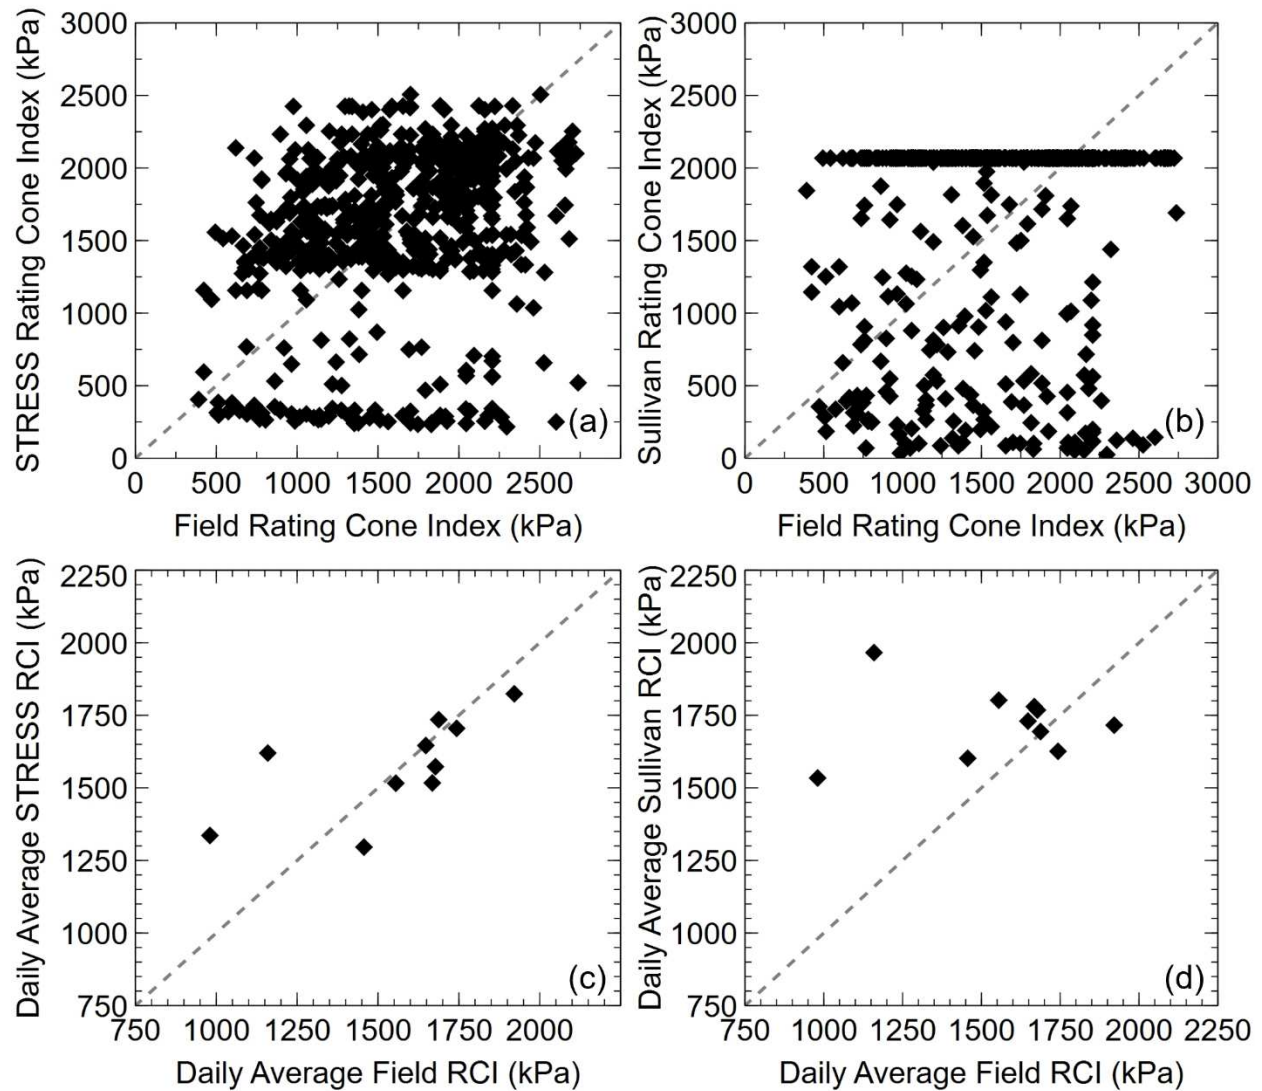 STRESS Rating Cone Index (kPa)
3000
2500
2000
1500
1000
500
0
0 500 1000 1500 2000 2500
Field Rating Cone Index (kPa)
(a)
Sullivan Rating Cone Index (kPa)
3000
2500
2000
1500
1000
500
0
0 500 1000 1500 2000 2500 3000
Field Rating Cone Index (kPa)
(b)
Daily Average STRESS RCI (kPa)
2250
2000
1750
1500
1250
1000
750
750 1000 1250 1500 1750 2000
Daily Average Field RCI (kPa)
(c)
Daily Average Sullivan RCI (kPa)
2250
2000
1750
1500
1250
1000
750
750 1000 1250 1500 1750 2000 2250
Daily Average Field RCI (kPa)
(d)